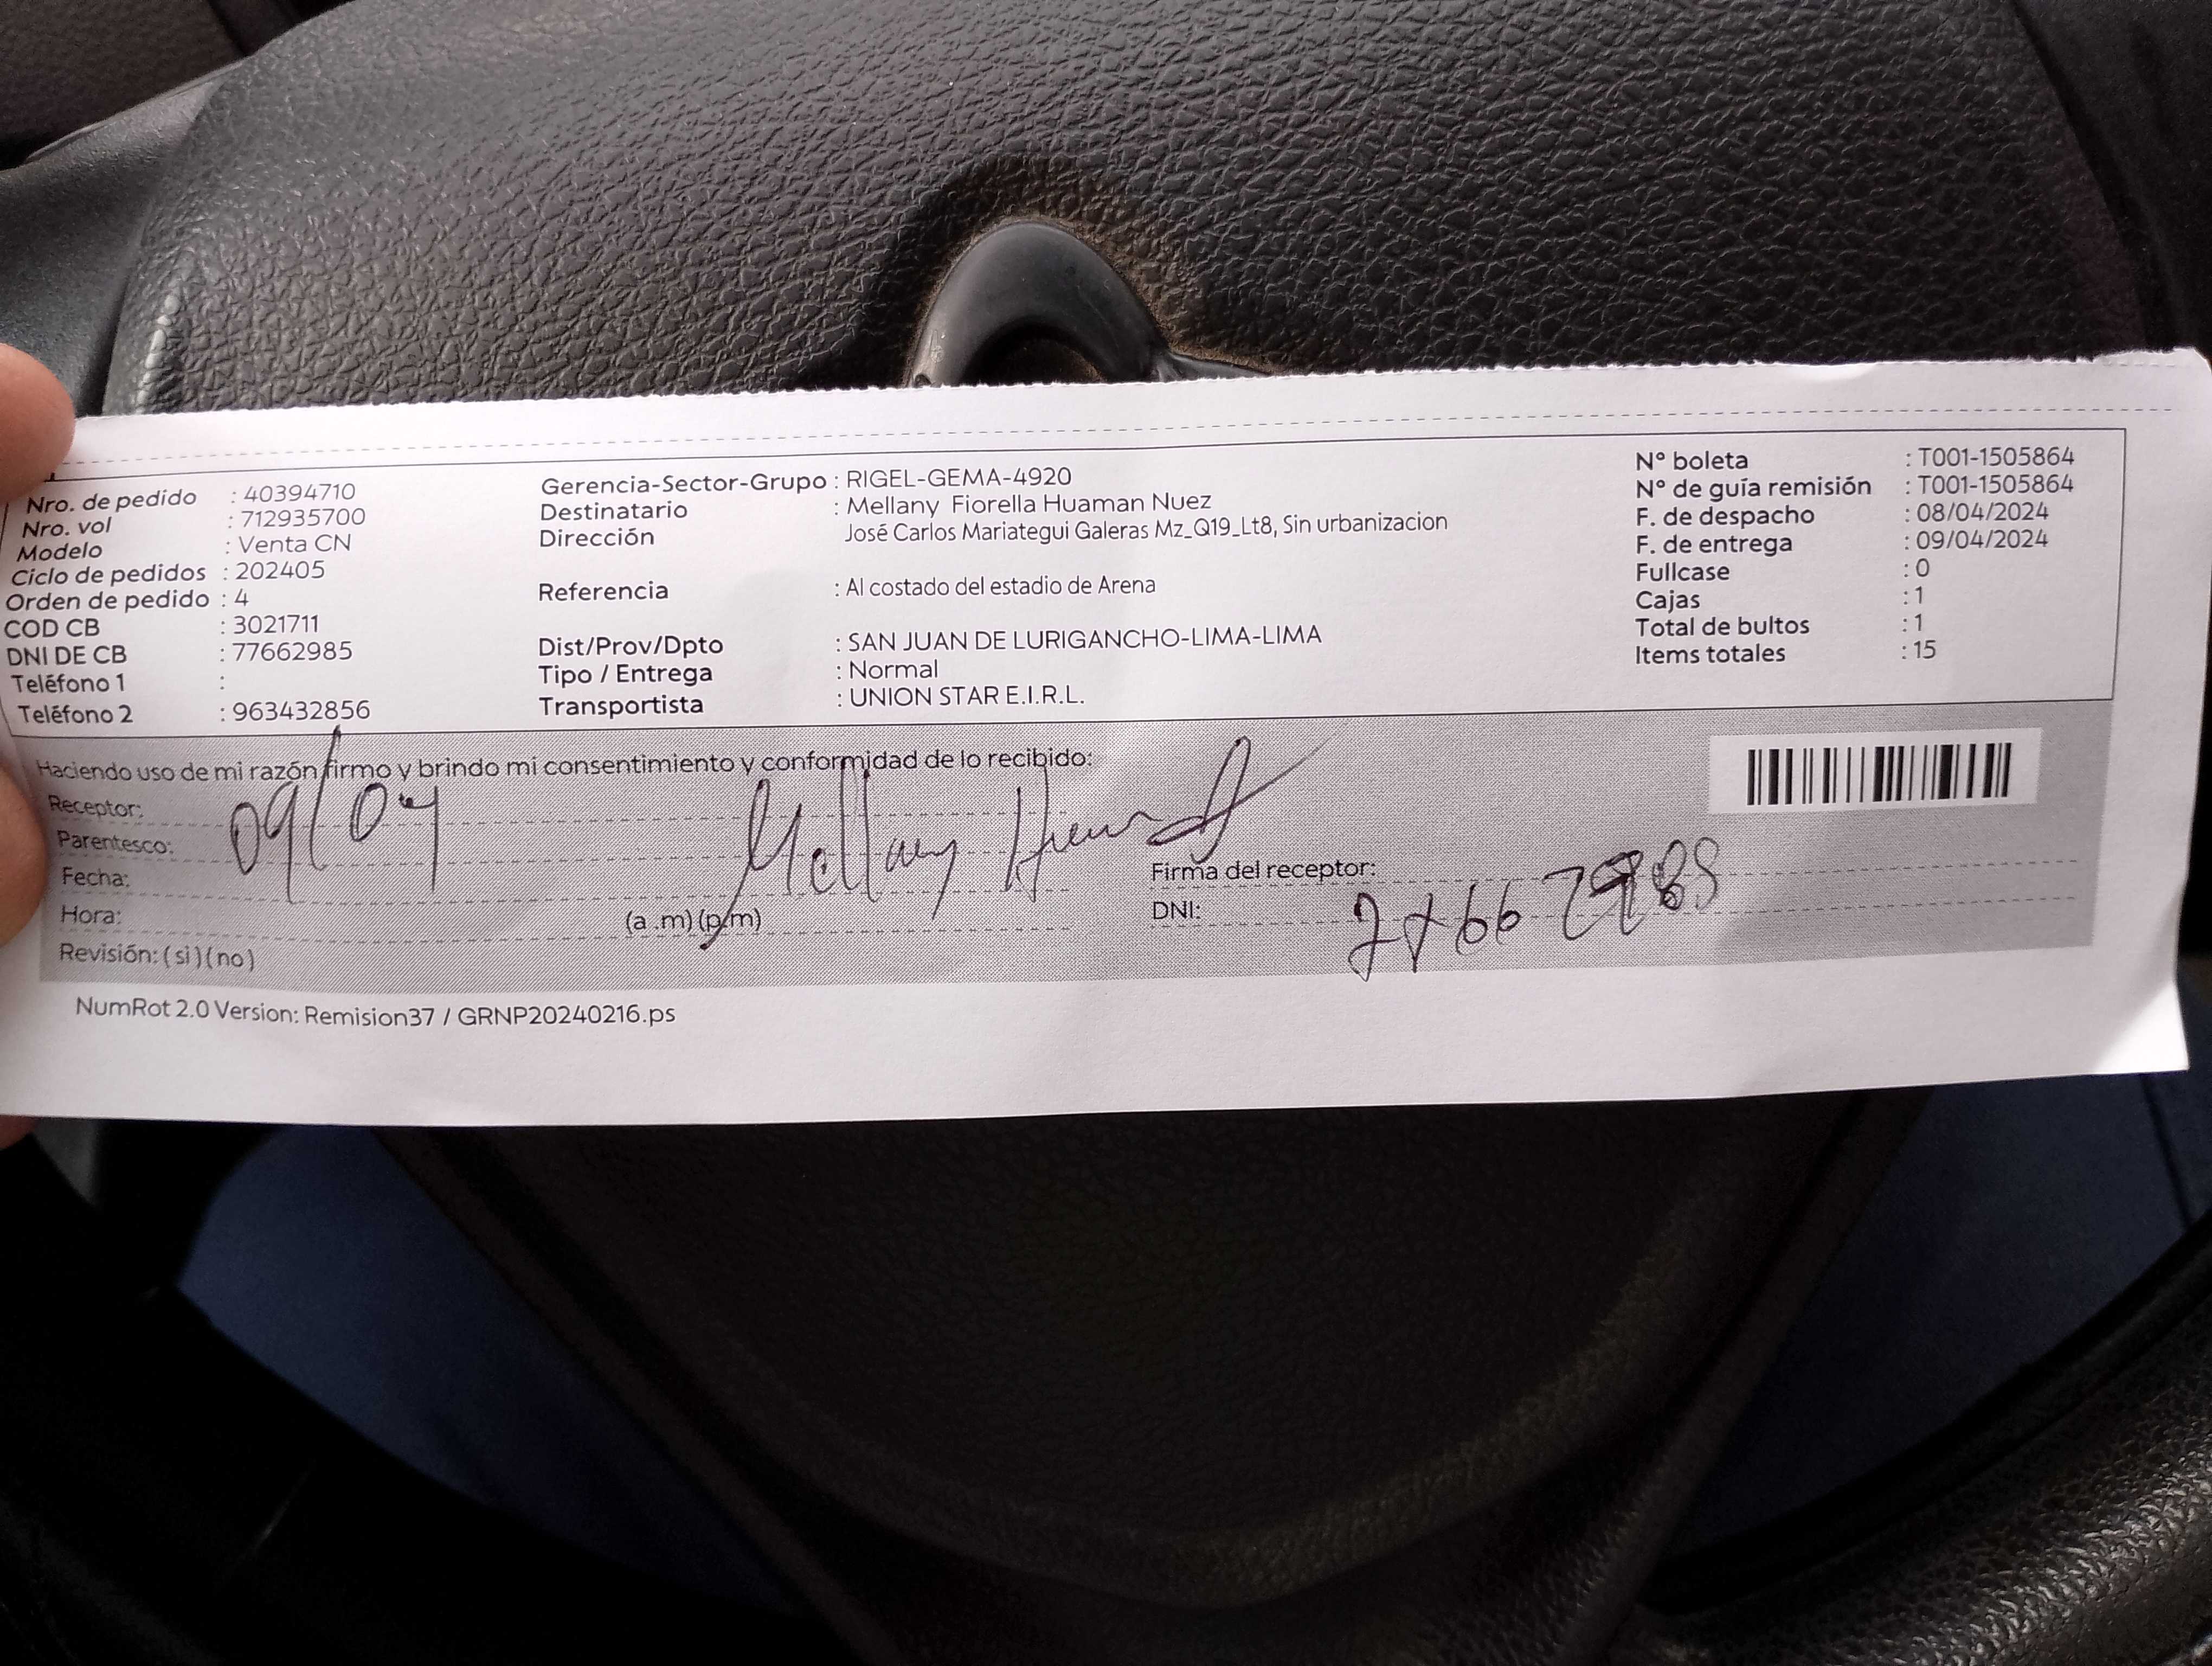 Nro. de pedido : 40394710
Nro. vol : 712935700
Modelo : Venta CN
Ciclo de pedidos : 202405
Orden de pedido : 4
COD CB : 3021711
DNI DE CB : 77662985
Teléfono 1 :
Teléfono 2 : 963432856
Gerencia-Sector-Grupo : RIGEL-GEMA-4920
Destinatario : Mellany Fiorella Huaman Nuez
Dirección José Carlos Mariategui Galeras Mz_Q19_Lt8, Sin urbanizacion
Referencia : Al costado del estadio de Arena
Dist/Prov/Dpto : SAN JUAN DE LURIGANCHO-LIMA-LIMA
Tipo / Entrega : Normal
Transportista : UNION STAR E.I.R.L.
N° boleta : T001-1505864
N° de guía remisión : T001-1505864
F. de despacho : 08/04/2024
F. de entrega : 09/04/2024
Fullcase : 0
Cajas : 1
Total de bultos : 1
Items totales : 15
Haciendo uso de mi razón firmo y brindo mi consentimiento y conformidad de lo recibido:
Receptor:
Parentesco: 09/04 Mellany
Fecha:
Hora: (a .m) (p.m)
Revisión: (si) (no)
Firma del receptor:
DNI:
NumRot 2.0 Version: Remision37 / GRNP20240216.ps